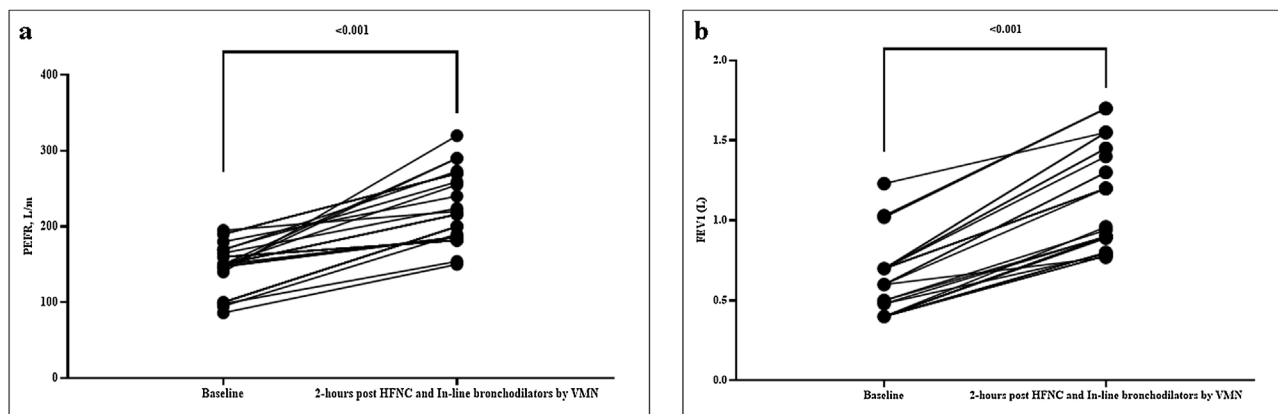 a
<0.001
400
300
200
100
0
PEFR, L/m
Baseline
2-hours post HFNC and In-line bronchodilators by VMN
b
<0.001
2.0
1.5
1.0
0.5
0.0
FEV1 (L)
Baseline
2-hours post HFNC and In-line bronchodilators by VMN